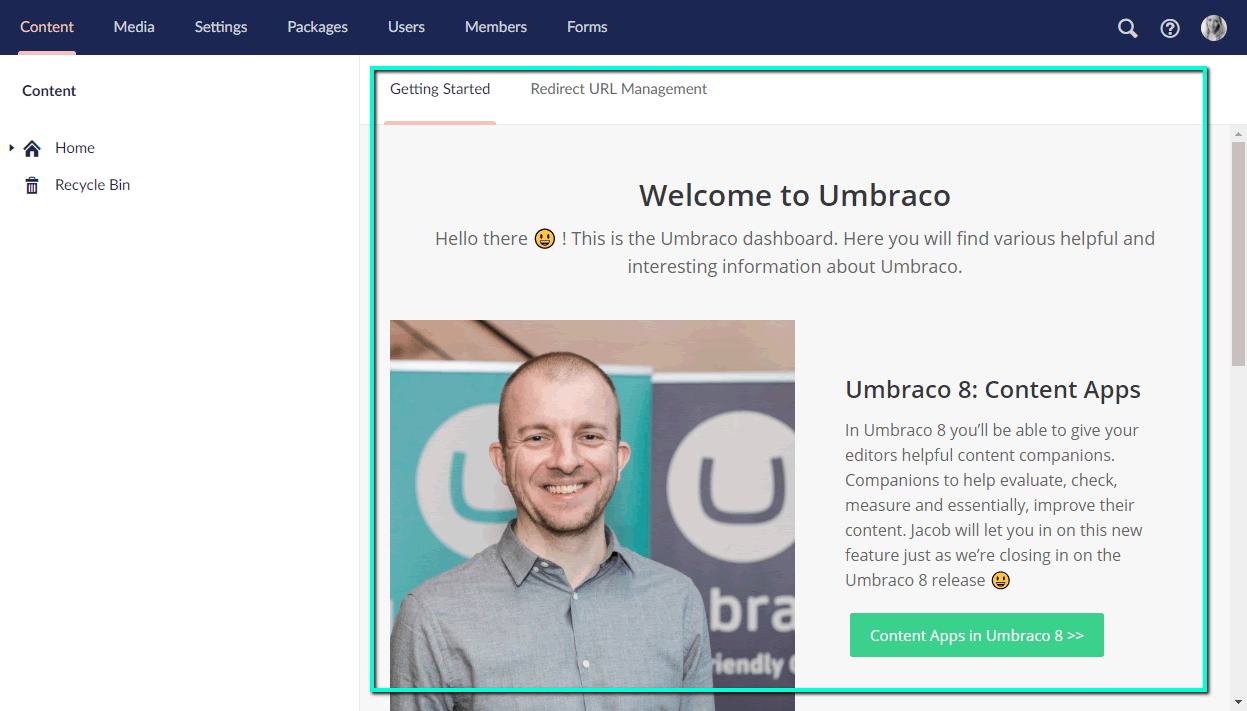 Content Media Settings Packages Users Members Forms
Content
Home
Recycle Bin
Getting Started Redirect URL Management
Welcome to Umbraco
Hello there 😃 ! This is the Umbraco dashboard. Here you will find various helpful and
interesting information about Umbraco.
Umbraco 8: Content Apps
In Umbraco 8 you’ll be able to give your
editors helpful content companions.
Companions to help evaluate, check,
measure and essentially, improve their
content. Jacob will let you in on this new
feature just as we’re closing in on the
Umbraco 8 release 😃
Content Apps in Umbraco 8 >>
bra
riendly